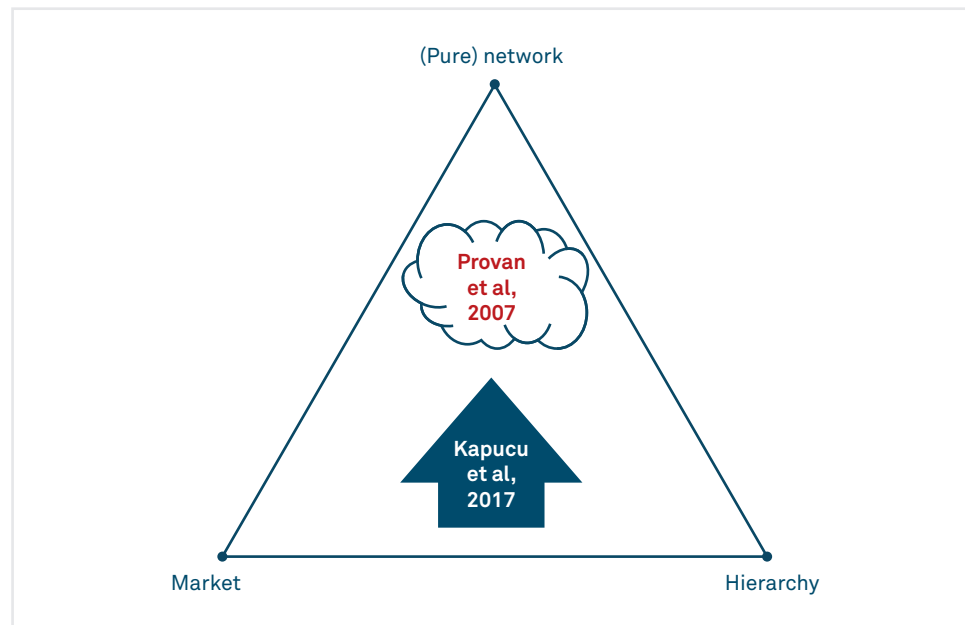 (Pure) network
Provan
et al,
2007
Kapucu
et al,
2017
Market
Hierarchy